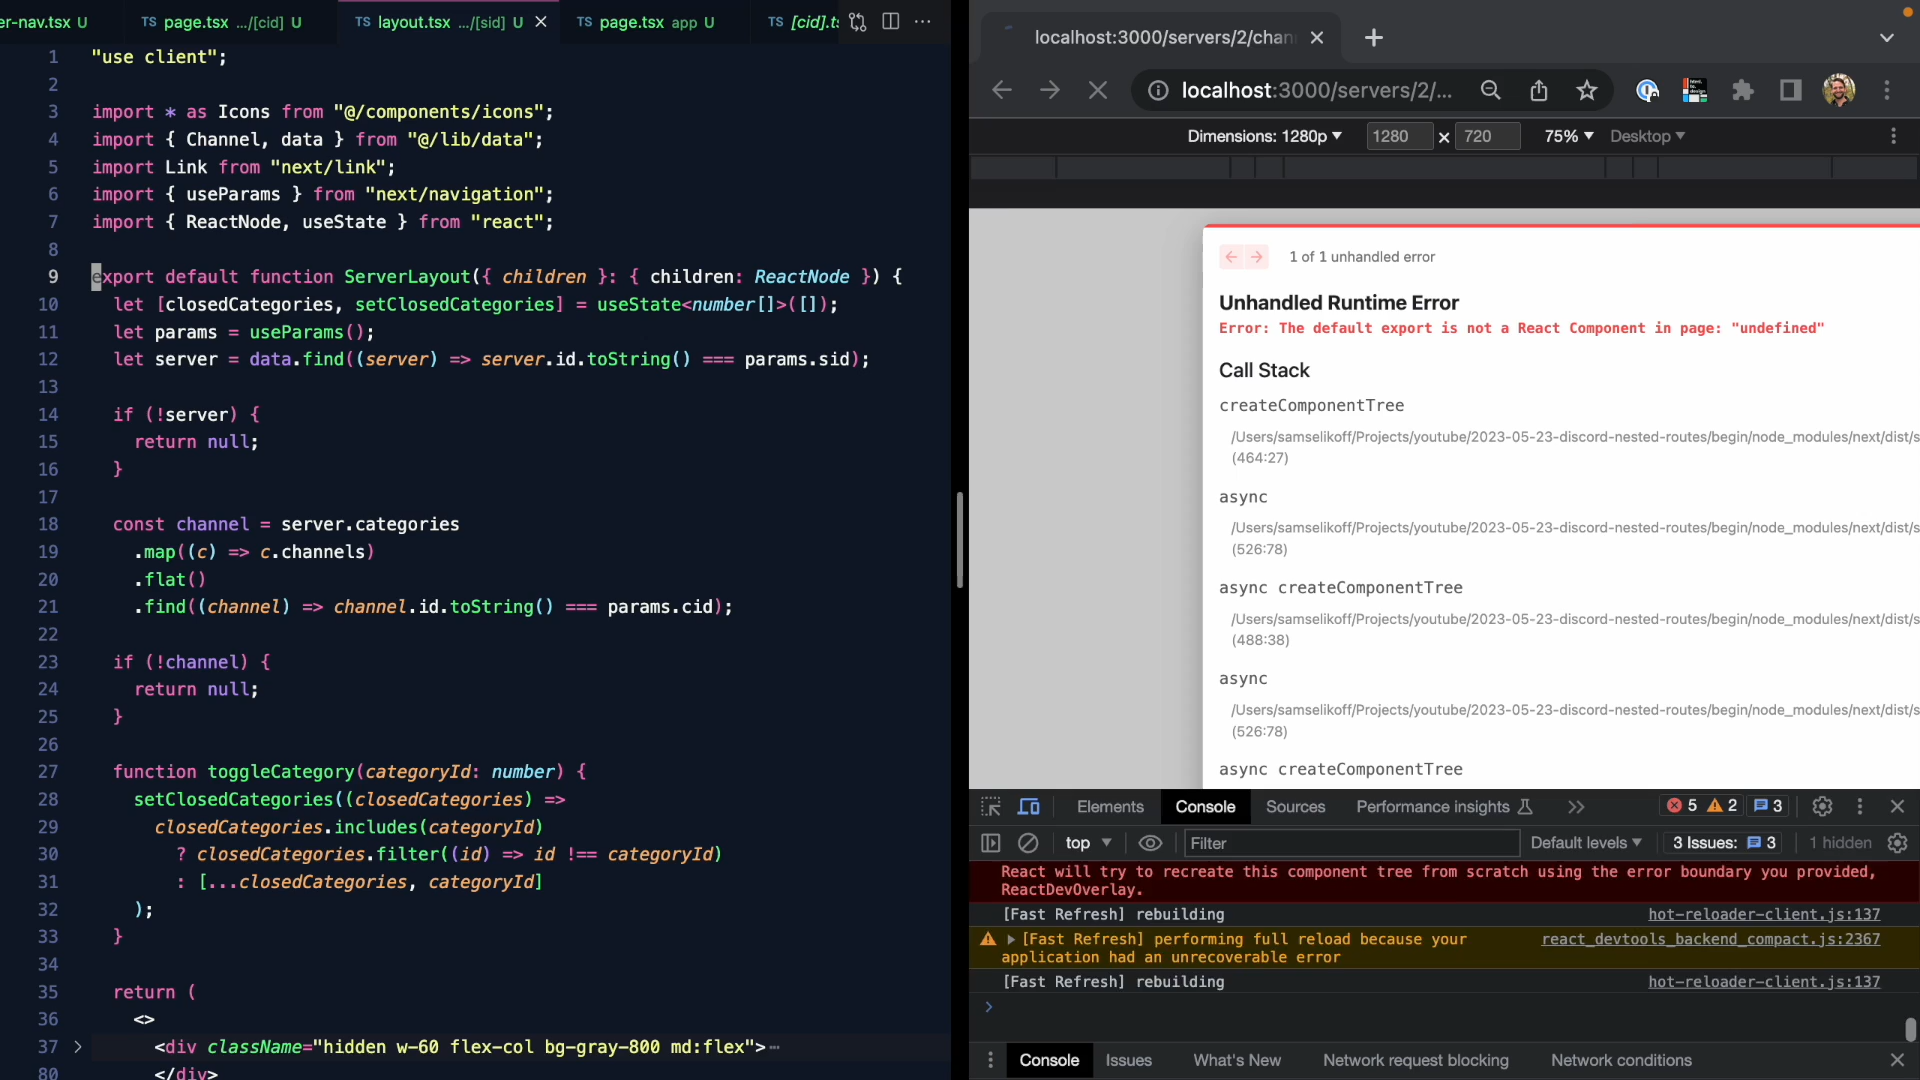 er-nav.tsx U
TS page.tsx .../[cid] U
TS layout.tsx .../[sid] U
TS page.tsx app U
TS [cid].ts
1 "use client";
2
3 import * as Icons from "@/components/icons";
4 import { Channel, data } from "@/lib/data";
5 import Link from "next/link";
6 import { useParams } from "next/navigation";
7 import { ReactNode, useState } from "react";
8
9 export default function ServerLayout({ children }: { children: ReactNode }) {
10 let [closedCategories, setClosedCategories] = useState<number[]>([]);
11 let params = useParams();
12 let server = data.find((server) => server.id.toString() === params.sid);
13
14 if (!server) {
15 return null;
16 }
17
18 const channel = server.categories
19 .map((c) => c.channels)
20 .flat()
21 .find((channel) => channel.id.toString() === params.cid);
22
23 if (!channel) {
24 return null;
25 }
26
27 function toggleCategory(categoryId: number) {
28 setClosedCategories((closedCategories) =>
29 closedCategories.includes(categoryId)
30 ? closedCategories.filter((id) => id !== categoryId)
31 : [...closedCategories, categoryId]
32 );
33 }
34
35 return (
36 <>
37 <div className="hidden w-60 flex-col bg-gray-800 md:flex">
80 </div>
localhost:3000/servers/2/chan
localhost:3000/servers/2/...
Dimensions: 1280p 1280 × 720 75% Desktop
1 of 1 unhandled error
Unhandled Runtime Error
Error: The default export is not a React Component in page: "undefined"
Call Stack
createComponentTree
/Users/samselikoff/Projects/youtube/2023-05-23-discord-nested-routes/begin/node_modules/next/dist/s
(464:27)
async
/Users/samselikoff/Projects/youtube/2023-05-23-discord-nested-routes/begin/node_modules/next/dist/s
(526:78)
async createComponentTree
/Users/samselikoff/Projects/youtube/2023-05-23-discord-nested-routes/begin/node_modules/next/dist/s
(488:38)
async
/Users/samselikoff/Projects/youtube/2023-05-23-discord-nested-routes/begin/node_modules/next/dist/s
(526:78)
async createComponentTree
Elements Console Sources Performance insights 5 2 3
top Filter Default levels 3 Issues: 3 1 hidden
React will try to recreate this component tree from scratch using the error boundary you provided,
ReactDevOverlay.
[Fast Refresh] rebuilding hot-reloader-client.js:137
[Fast Refresh] performing full reload because your react_devtools_backend_compact.js:2367
application had an unrecoverable error
[Fast Refresh] rebuilding hot-reloader-client.js:137
Console Issues What's New Network request blocking Network conditions